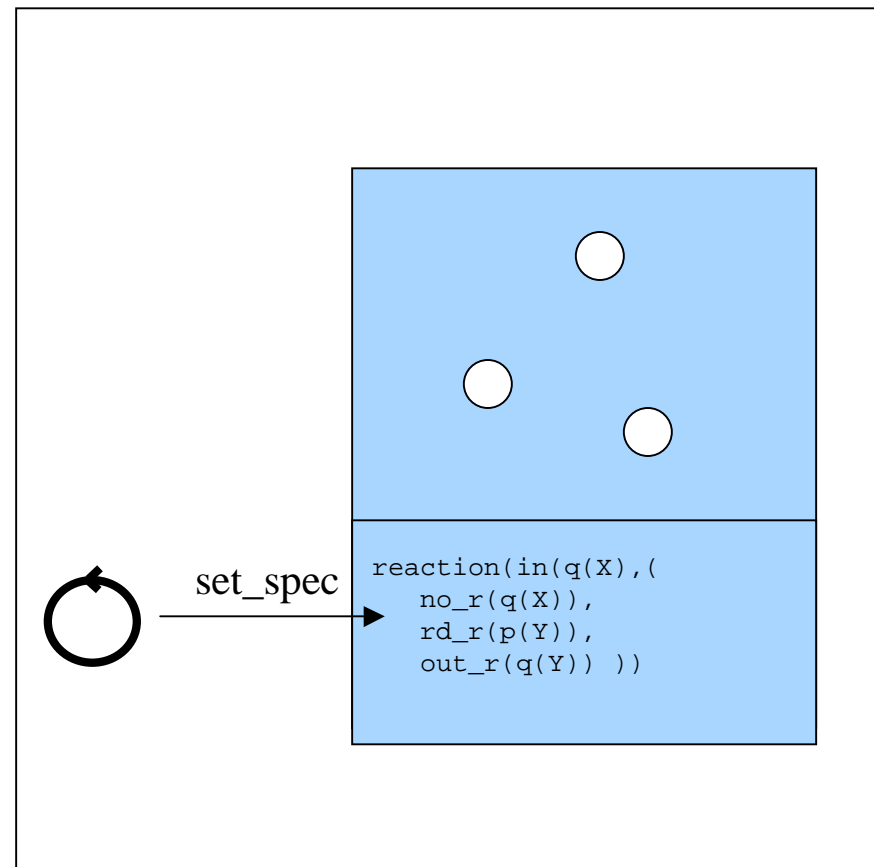 set_spec
reaction(in(q(X),(
no_r(q(X)),
rd_r(p(Y)),
out_r(q(Y)) ))